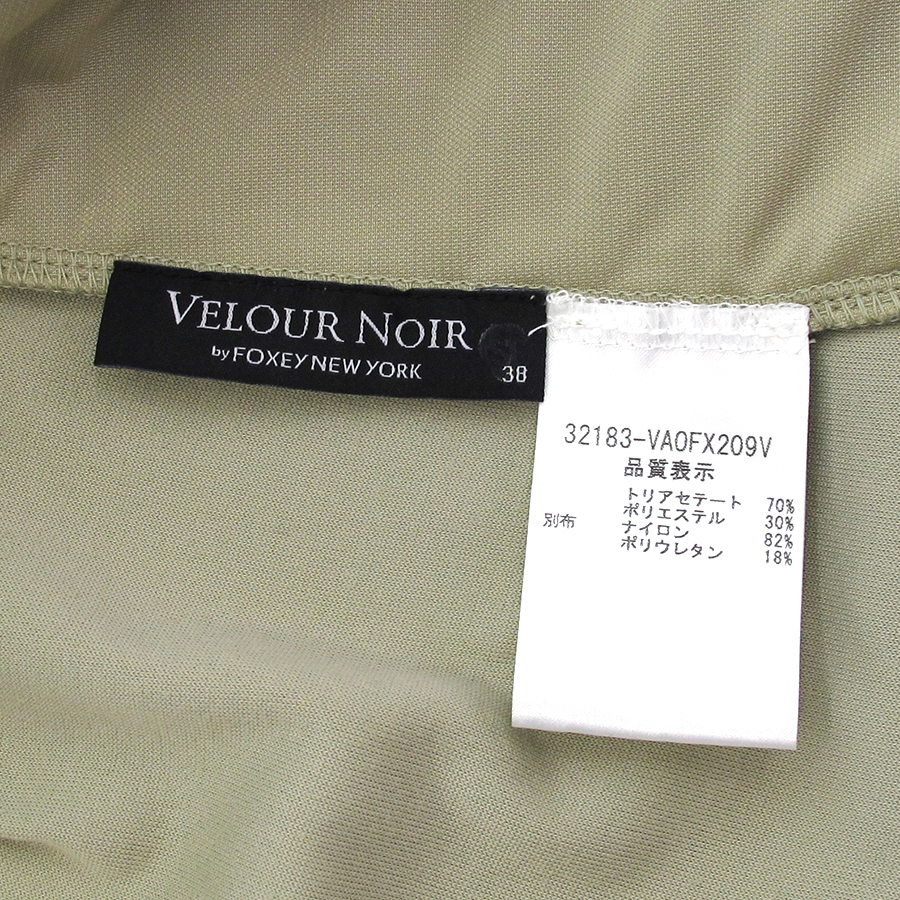 VELOUR NOIR
by FOXEY NEW YORK
38
32183-VA0FX209V
品質表示
トリアセテート 70%
ポリエステル 30%
別布 ナイロン 82%
ポリウレタン 18%